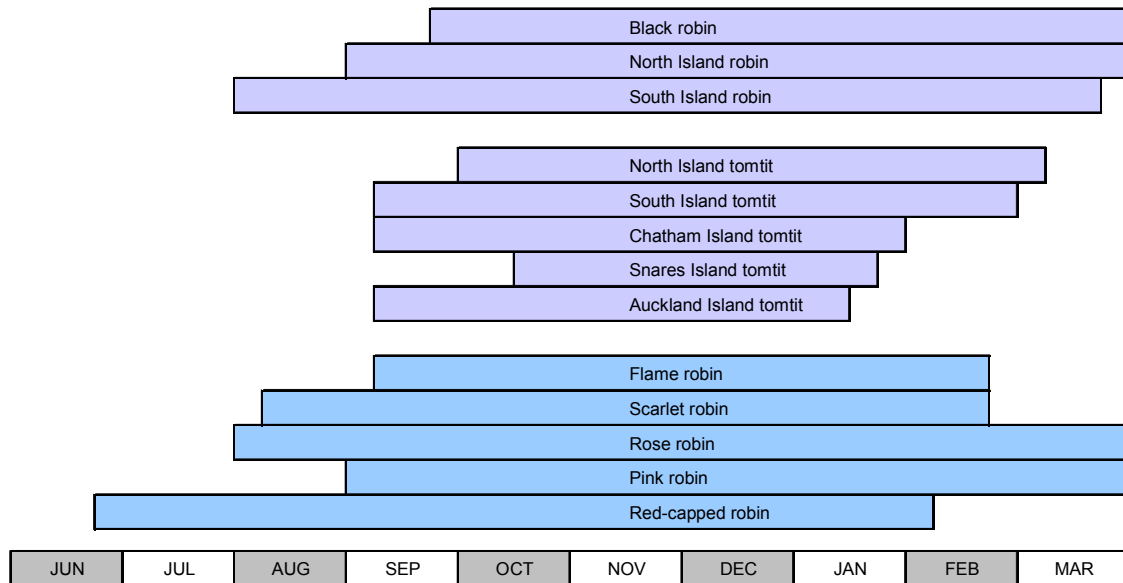 Black robin
North Island robin
South Island robin
North Island tomtit
South Island tomtit
Chatham Island tomtit
Snares Island tomtit
Auckland Island tomtit
Flame robin
Scarlet robin
Rose robin
Pink robin
Red-capped robin
JUN JUL AUG SEP OCT NOV DEC JAN FEB MAR